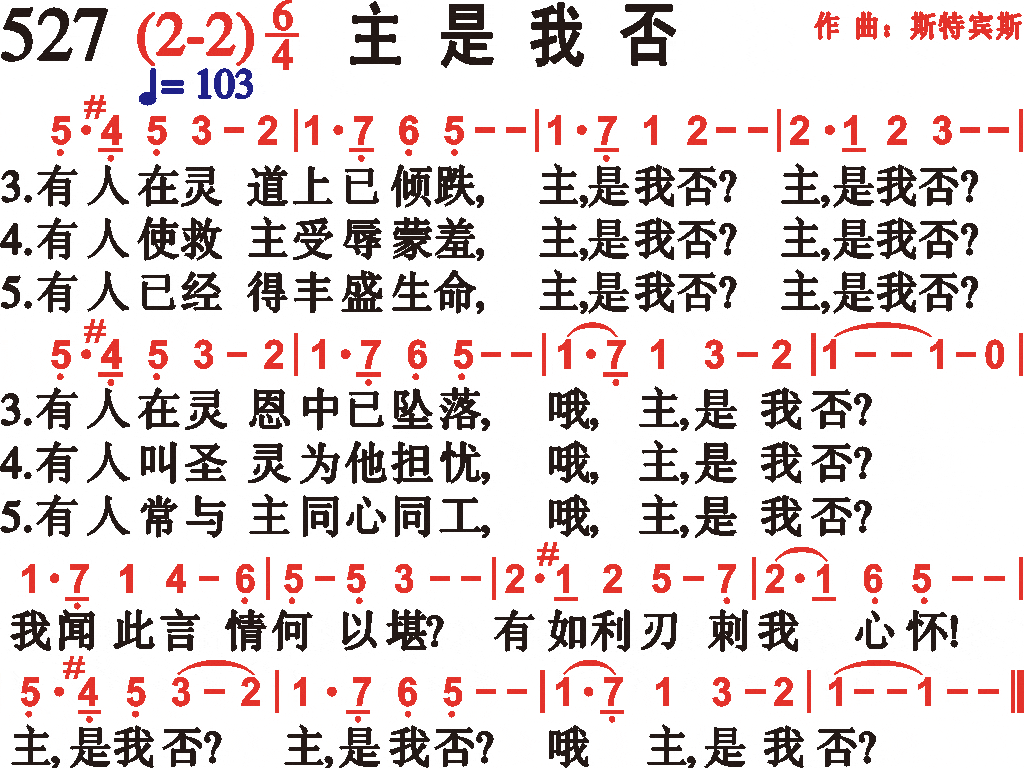 527 (2-2) 6/4 主是我否 作曲：斯特宾斯
♩= 103
5·#4 5 3-2|1·7 6 5--|1·7 1 2--|2·1 2 3--|
3.有人在灵 道上已倾跌, 主,是我否? 主,是我否?
4.有人使救 主受辱蒙羞, 主,是我否? 主,是我否?
5.有人已经 得丰盛生命, 主,是我否? 主,是我否?
5·#4 5 3-2|1·7 6 5--|1·7 1 3-2|1--1-0|
3.有人在灵 恩中已坠落, 哦, 主,是 我否?
4.有人叫圣 灵为他担忧, 哦, 主,是 我否?
5.有人常与 主同心同工, 哦, 主,是 我否?
1·7 1 4-6|5-5 3--|2·#1 2 5-7|2·1 6 5--|
我闻 此言 情何 以堪? 有如利刃 刺我 心怀!
5·#4 5 3-2|1·7 6 5--|1·7 1 3-2|1--1--‖
主,是我否? 主,是我否? 哦 主,是 我否?